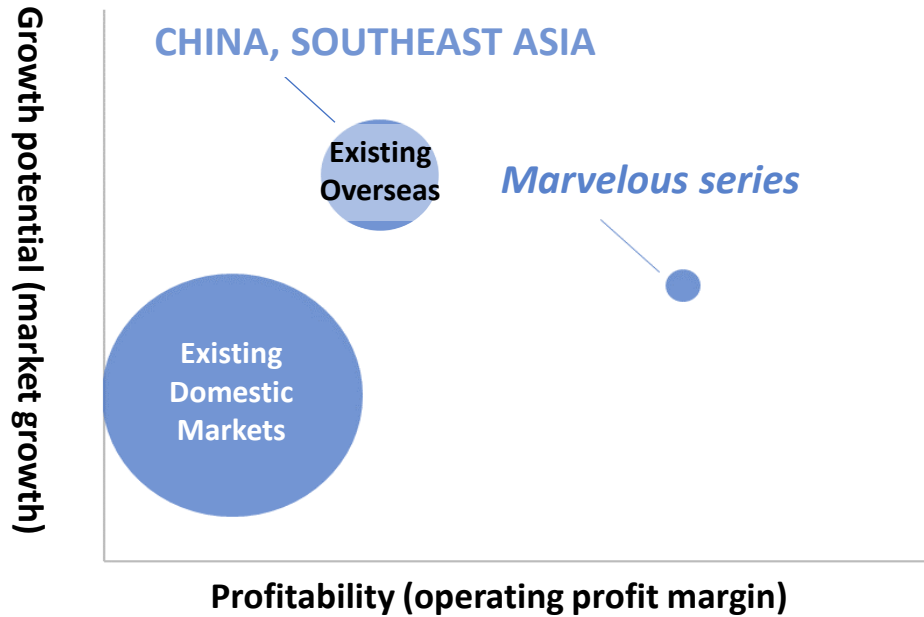 Growth potential (market growth)
CHINA, SOUTHEAST ASIA
Existing
Overseas
Marvelous series
Existing
Domestic
Markets
Profitability (operating profit margin)